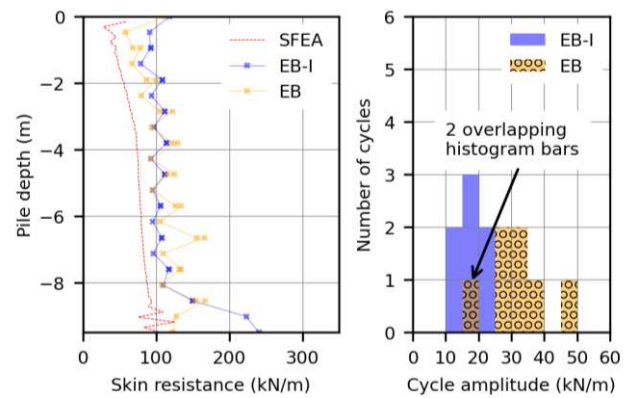 0
−2
−4
−6
−8
Pile depth (m)
0
100
200
300
Skin resistance (kN/m)
SFEA
EB-I
EB
6
5
4
3
2
1
0
Number of cycles
0 10 20 30 40 50 60
Cycle amplitude (kN/m)
EB-I
EB
2 overlapping
histogram bars